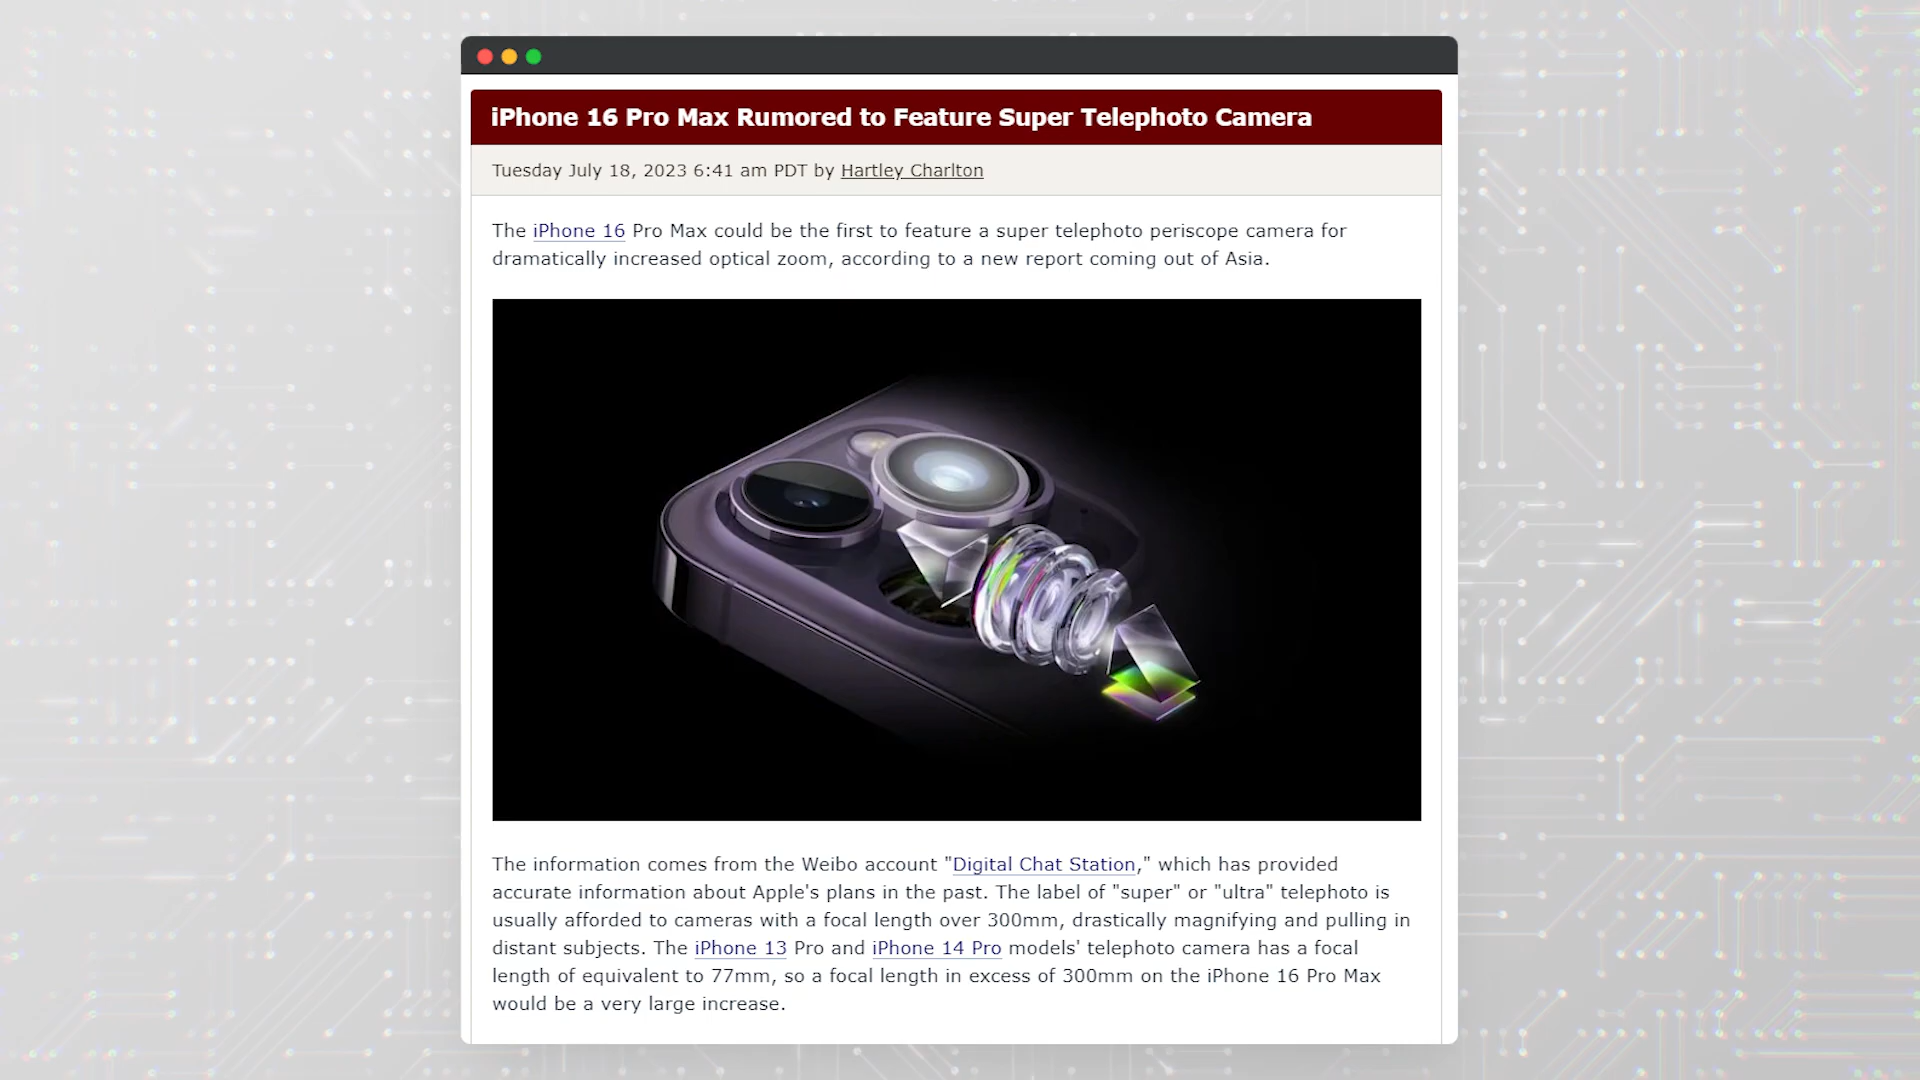 iPhone 16 Pro Max Rumored to Feature Super Telephoto Camera
Tuesday July 18, 2023 6:41 am PDT by Hartley Charlton
The iPhone 16 Pro Max could be the first to feature a super telephoto periscope camera for
dramatically increased optical zoom, according to a new report coming out of Asia.
The information comes from the Weibo account "Digital Chat Station," which has provided
accurate information about Apple's plans in the past. The label of "super" or "ultra" telephoto is
usually afforded to cameras with a focal length over 300mm, drastically magnifying and pulling in
distant subjects. The iPhone 13 Pro and iPhone 14 Pro models' telephoto camera has a focal
length of equivalent to 77mm, so a focal length in excess of 300mm on the iPhone 16 Pro Max
would be a very large increase.